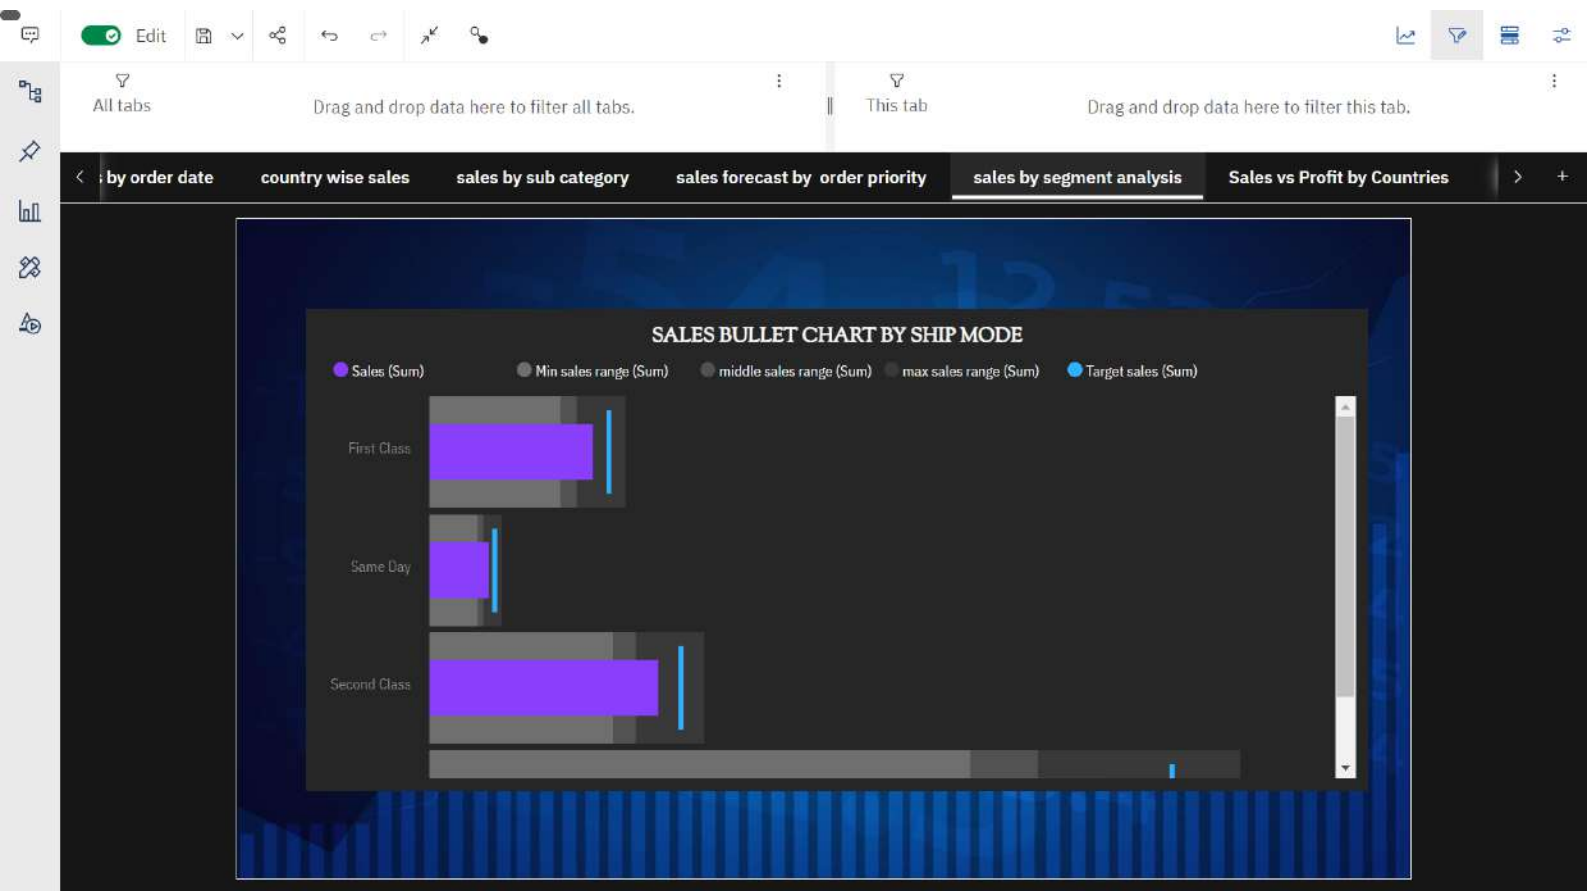 Edit
All tabs
Drag and drop data here to filter all tabs.
This tab
Drag and drop data here to filter this tab.
by order date
country wise sales
sales by sub category
sales forecast by order priority
sales by segment analysis
Sales vs Profit by Countries
SALES BULLET CHART BY SHIP MODE
Sales (Sum)
Min sales range (Sum)
middle sales range (Sum)
max sales range (Sum)
Target sales (Sum)
First Class
Same Day
Second Class